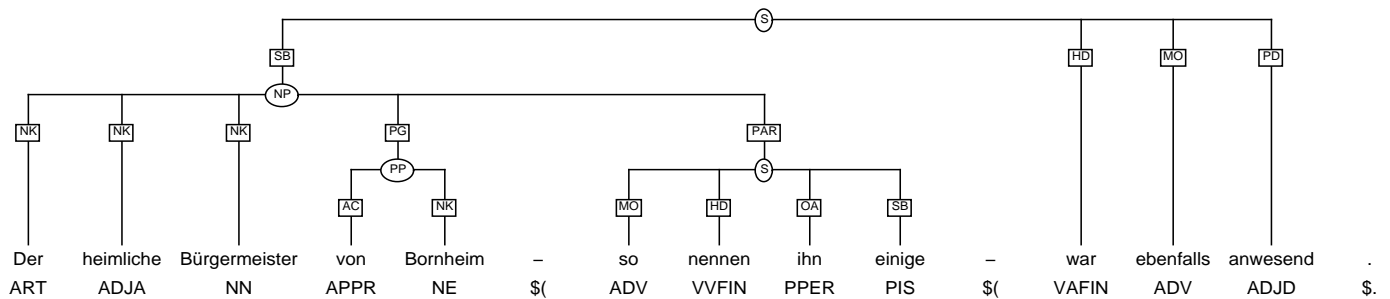 S
SB HD MO PD
NP
NK NK NK PG PAR
PP S
AC NK MO HD OA SB
Der heimliche Bürgermeister von Bornheim – so nennen ihn einige – war ebenfalls anwesend .
ART ADJA NN APPR NE $( ADV VVFIN PPER PIS $( VAFIN ADV ADJD $.